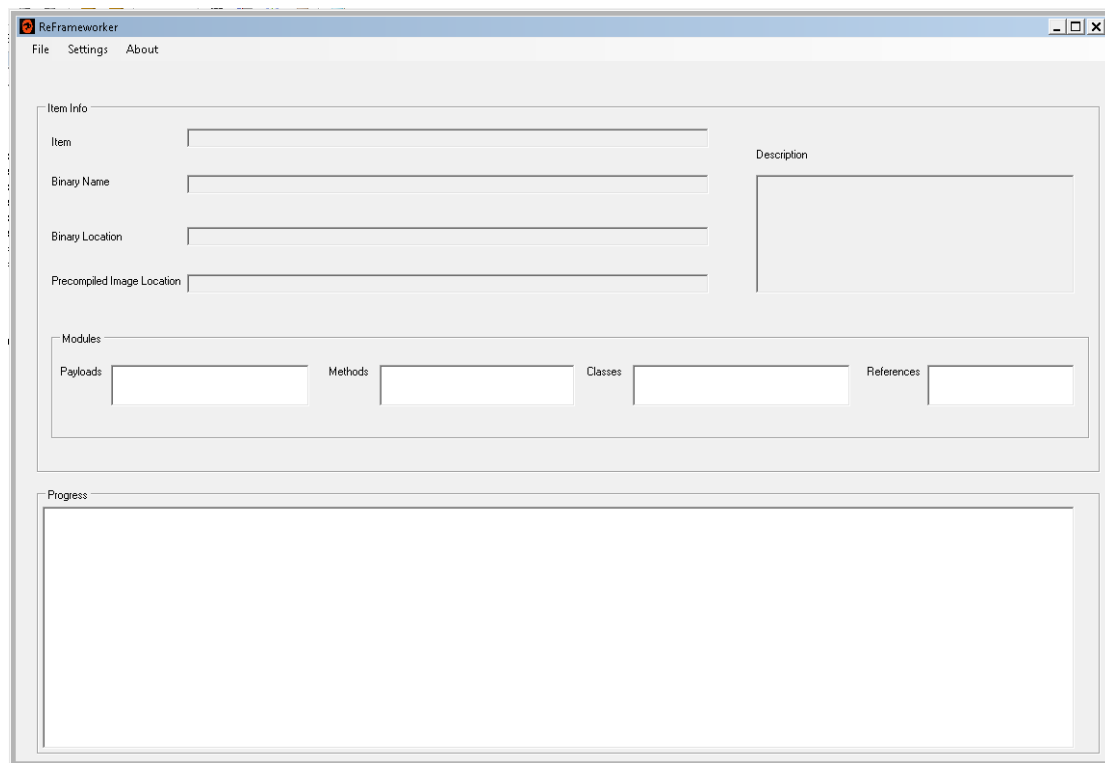 ReFrameworker
File Settings About
Item Info
Item
Description
Binary Name
Binary Location
Precompiled Image Location
Modules
Payloads Methods Classes References
Progress